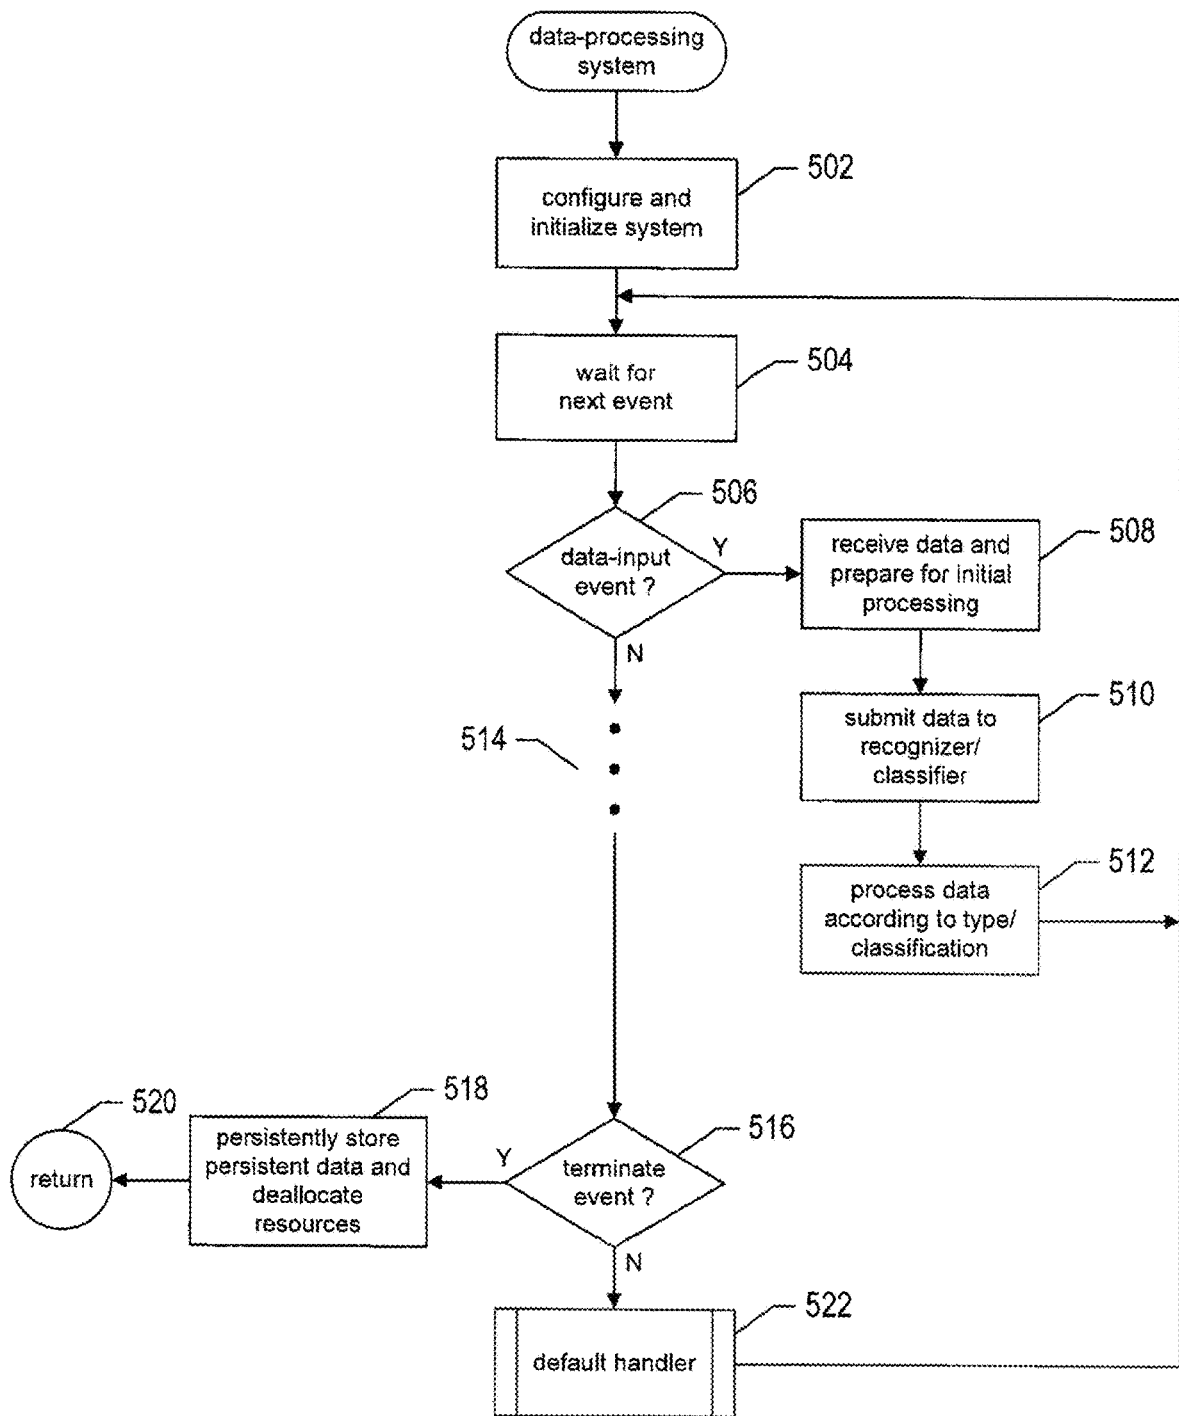 data-processing
system
502
configure and
initialize system
504
wait for
next event
506
data-input
event ?
Y
N
508
receive data and
prepare for initial
processing
510
submit data to
recognizer/
classifier
512
process data
according to type/
classification
514
516
terminate
event ?
Y
N
518
persistently store
persistent data and
deallocate
resources
520
return
522
default handler